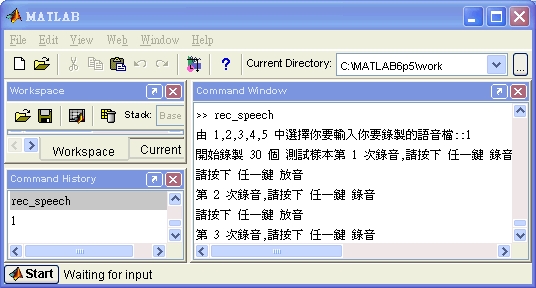 MATLAB
File Edit View Web Window Help
Current Directory: C:\MATLAB6p5\work ...
Workspace
Stack: Base
Workspace Current
Command History
rec_speech
1
Command Window
>> rec_speech
由 1,2,3,4,5 中選擇你要輸入你要錄製的語音檔::1
開始錄製 30 個 測試樣本第 1 次錄音,請按下 任一鍵 錄音
請按下 任一鍵 放音
第 2 次錄音,請按下 任一鍵 錄音
請按下 任一鍵 放音
第 3 次錄音,請按下 任一鍵 錄音
Start Waiting for input